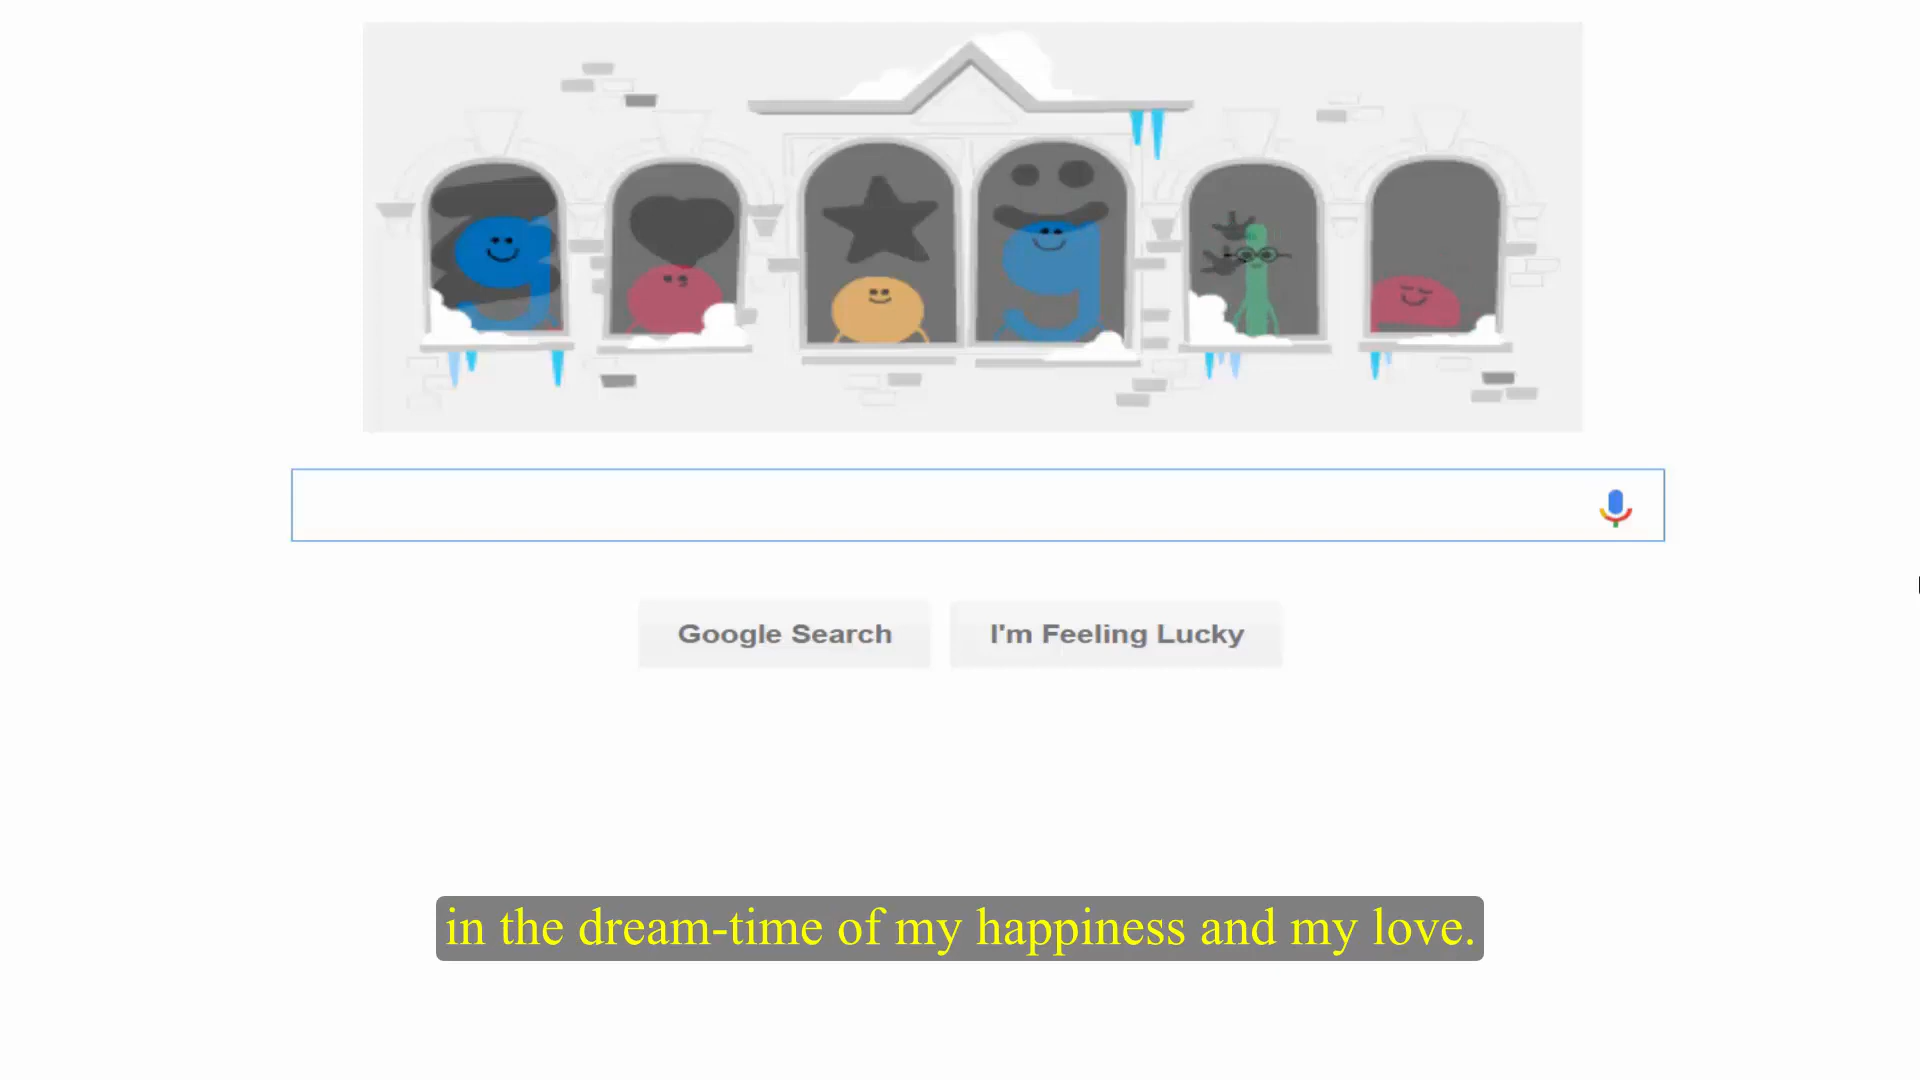 Google Search
I'm Feeling Lucky
in the dream-time of my happiness and my love.